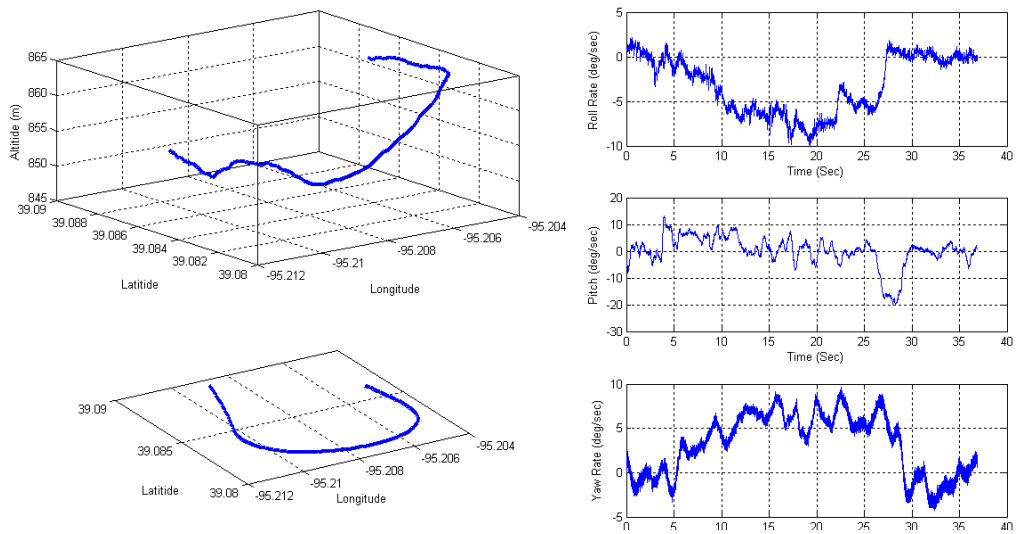 865
860
855
850
845
Altitide (m)
39.09
39.088
39.086
39.084
39.082
39.08
Latitide
-95.212
-95.21
-95.208
-95.206
-95.204
Longitude
39.09
39.085
39.08
Latitide
-95.212
-95.21
-95.208
-95.206
-95.204
Longitude
5
0
-5
-10
Roll Rate (deg/sec)
0 5 10 15 20 25 30 35 40
Time (Sec)
20
10
0
-10
-20
-30
Pitch (deg/sec)
0 5 10 15 20 25 30 35 40
Time (Sec)
10
5
0
-5
Yaw Rate (deg/sec)
0 5 10 15 20 25 30 35 40